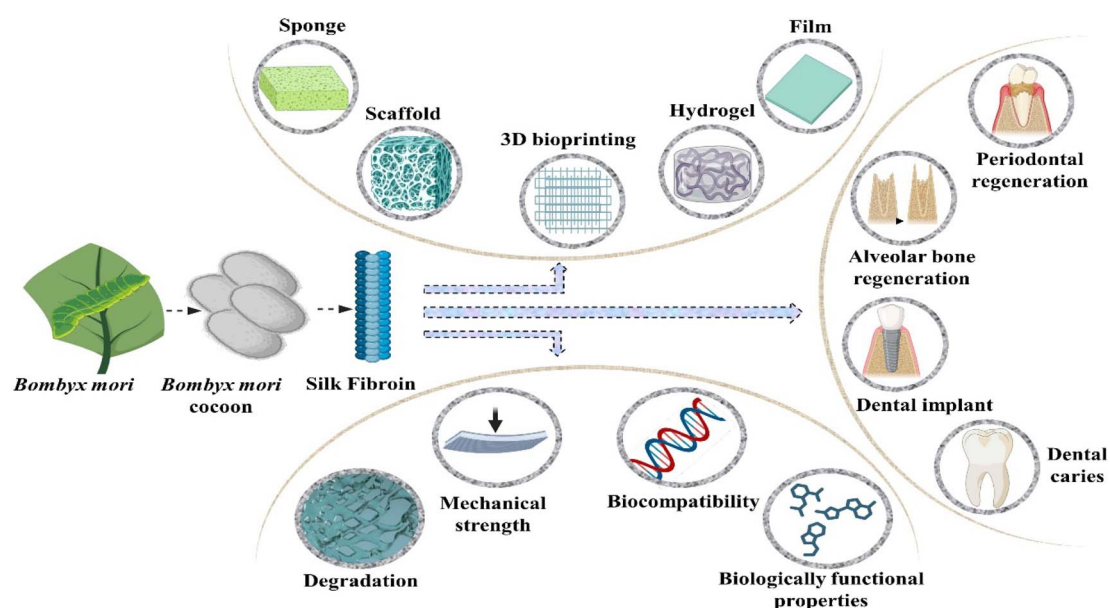 Sponge
Film
Scaffold
3D bioprinting
Hydrogel
Periodontal
regeneration
Alveolar bone
regeneration
Bombyx mori
Bombyx mori
cocoon
Silk Fibroin
Dental implant
Dental
caries
Mechanical
strength
Biocompatibility
Degradation
Biologically functional
properties